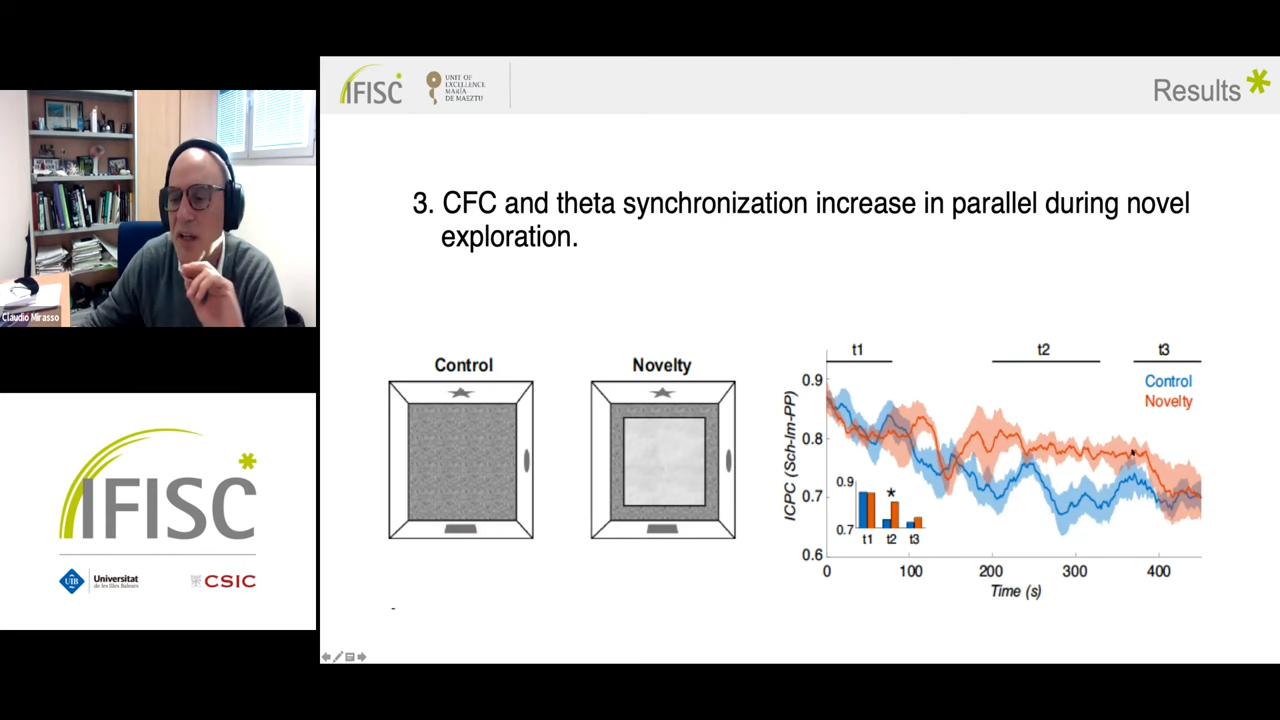 Claudio Mirasso
IFISC
Universitat
de les Illes Balears
CSIC
IFISC
UNIT OF
EXCELLENCE
MARÍA
DE MAEZTU
Results
3. CFC and theta synchronization increase in parallel during novel
exploration.
Control
Novelty
t1
t2
t3
Control
Novelty
ICPC (Sch-lm-PP)
0.9
0.8
0.7
0.6
0.9
0.7
*
t1
t2
t3
0
100
200
300
400
Time (s)